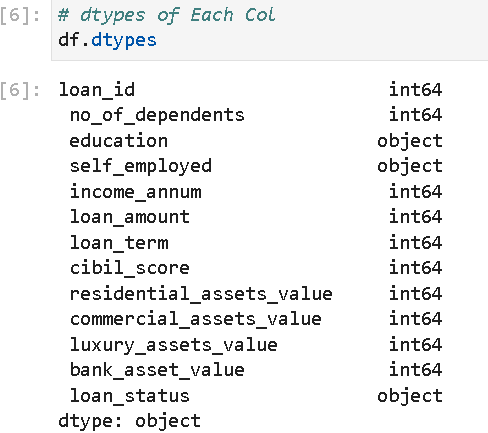 [6]: # dtypes of Each Col
df.dtypes
[6]: loan_id int64
no_of_dependents int64
education object
self_employed object
income_annum int64
loan_amount int64
loan_term int64
cibil_score int64
residential_assets_value int64
commercial_assets_value int64
luxury_assets_value int64
bank_asset_value int64
loan_status object
dtype: object